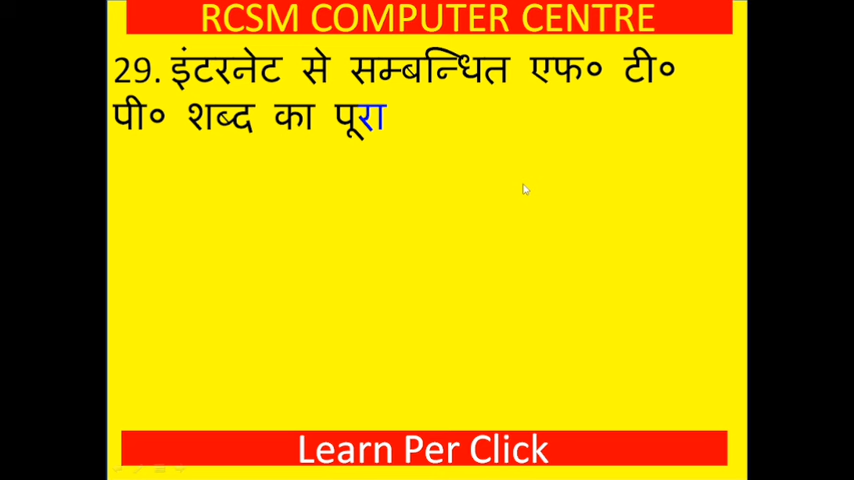 RCSM COMPUTER CENTRE
29. इंटरनेट से सम्बन्धित एफ० टी०
पी० शब्द का पूरा
Learn Per Click